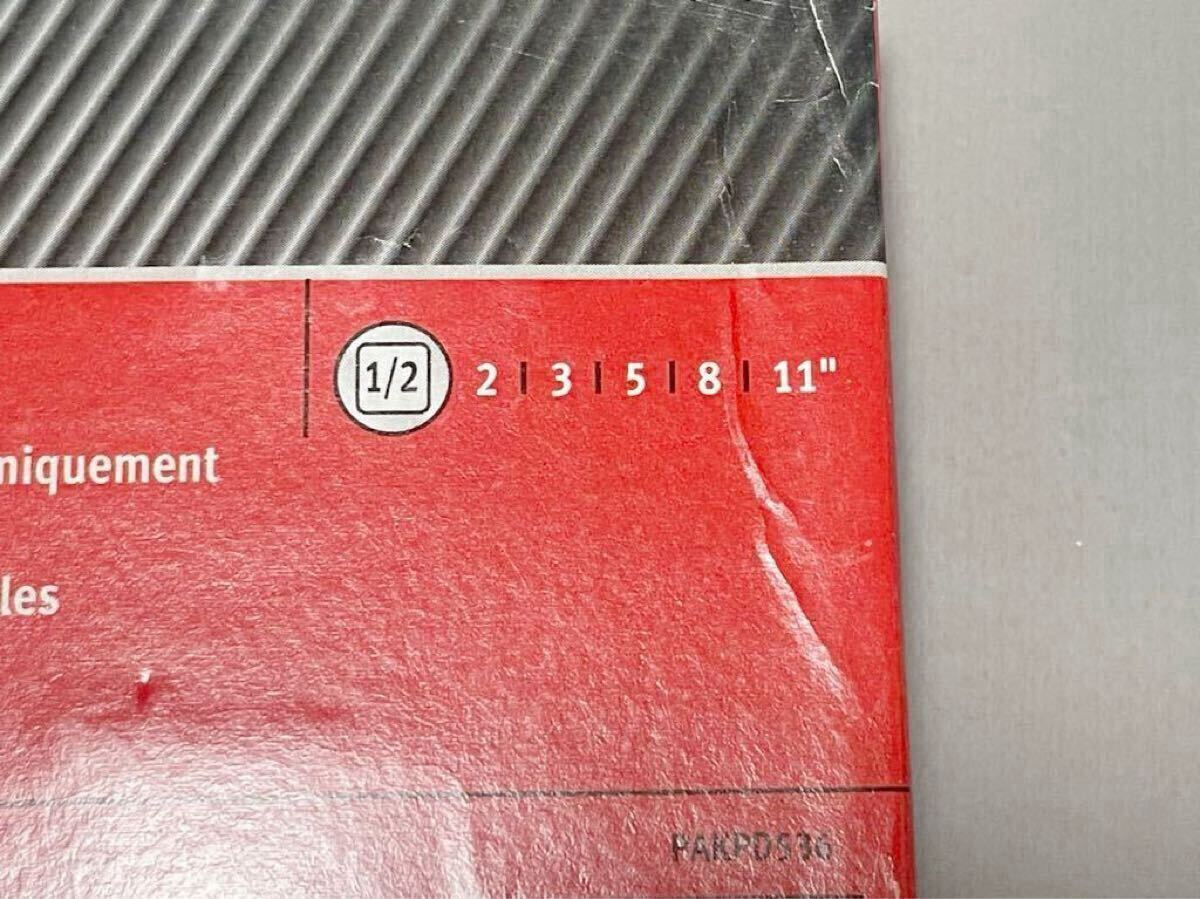 1/2 2 | 3 | 5 | 8 | 11"
niquement
les
PAKPDS36